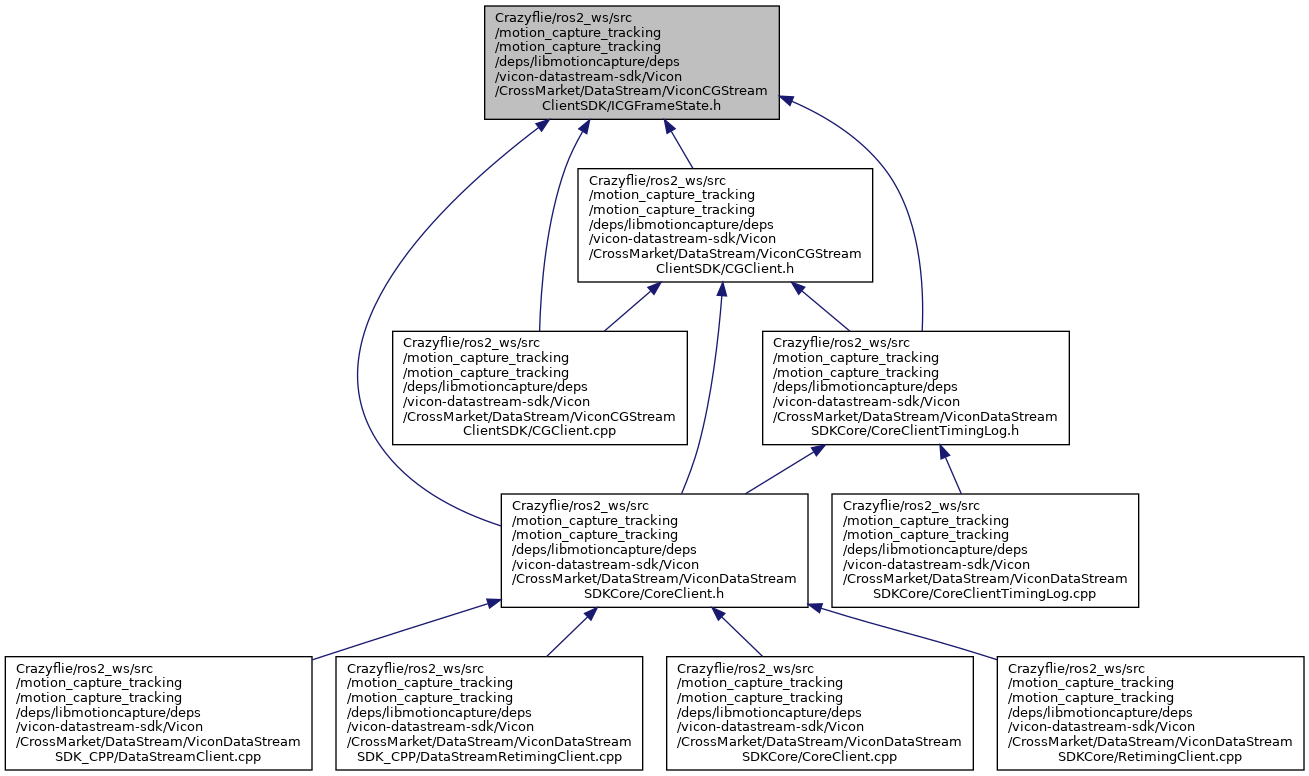 Crazyflie/ros2_ws/src
/motion_capture_tracking
/motion_capture_tracking
/deps/libmotioncapture/deps
/vicon-datastream-sdk/Vicon
/CrossMarket/DataStream/ViconCGStream
ClientSDK/ICGFrameState.h
Crazyflie/ros2_ws/src
/motion_capture_tracking
/motion_capture_tracking
/deps/libmotioncapture/deps
/vicon-datastream-sdk/Vicon
/CrossMarket/DataStream/ViconCGStream
ClientSDK/CGClient.h
Crazyflie/ros2_ws/src
/motion_capture_tracking
/motion_capture_tracking
/deps/libmotioncapture/deps
/vicon-datastream-sdk/Vicon
/CrossMarket/DataStream/ViconCGStream
ClientSDK/CGClient.cpp
Crazyflie/ros2_ws/src
/motion_capture_tracking
/motion_capture_tracking
/deps/libmotioncapture/deps
/vicon-datastream-sdk/Vicon
/CrossMarket/DataStream/ViconDataStream
SDKCore/CoreClientTimingLog.h
Crazyflie/ros2_ws/src
/motion_capture_tracking
/motion_capture_tracking
/deps/libmotioncapture/deps
/vicon-datastream-sdk/Vicon
/CrossMarket/DataStream/ViconDataStream
SDKCore/CoreClient.h
Crazyflie/ros2_ws/src
/motion_capture_tracking
/motion_capture_tracking
/deps/libmotioncapture/deps
/vicon-datastream-sdk/Vicon
/CrossMarket/DataStream/ViconDataStream
SDKCore/CoreClientTimingLog.cpp
Crazyflie/ros2_ws/src
/motion_capture_tracking
/motion_capture_tracking
/deps/libmotioncapture/deps
/vicon-datastream-sdk/Vicon
/CrossMarket/DataStream/ViconDataStream
SDK_CPP/DataStreamClient.cpp
Crazyflie/ros2_ws/src
/motion_capture_tracking
/motion_capture_tracking
/deps/libmotioncapture/deps
/vicon-datastream-sdk/Vicon
/CrossMarket/DataStream/ViconDataStream
SDK_CPP/DataStreamRetimingClient.cpp
Crazyflie/ros2_ws/src
/motion_capture_tracking
/motion_capture_tracking
/deps/libmotioncapture/deps
/vicon-datastream-sdk/Vicon
/CrossMarket/DataStream/ViconDataStream
SDKCore/CoreClient.cpp
Crazyflie/ros2_ws/src
/motion_capture_tracking
/motion_capture_tracking
/deps/libmotioncapture/deps
/vicon-datastream-sdk/Vicon
/CrossMarket/DataStream/ViconDataStream
SDKCore/RetimingClient.cpp